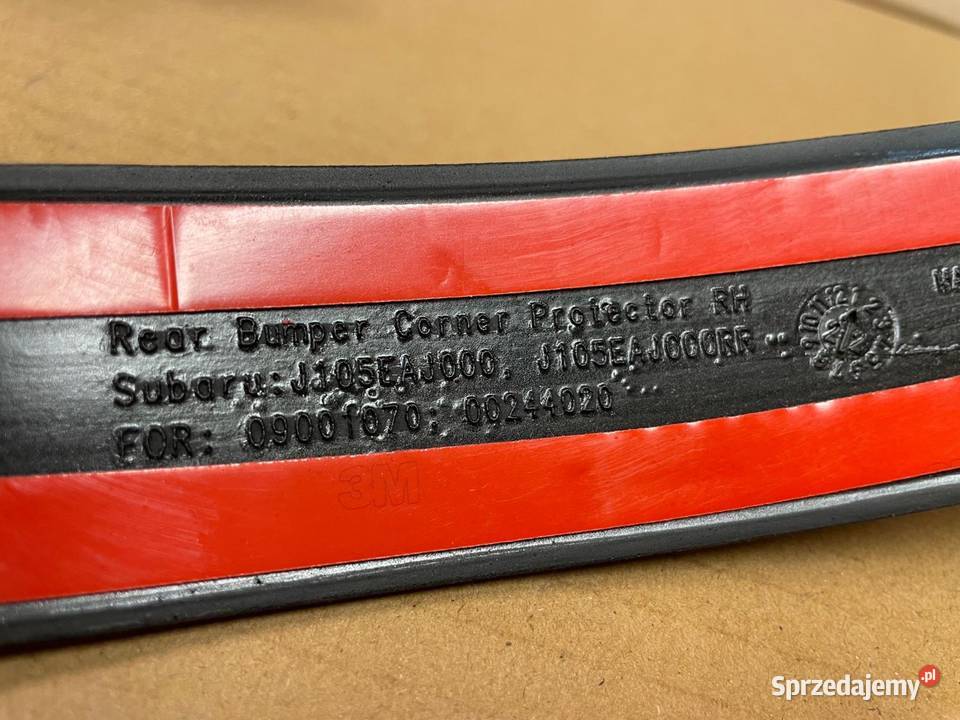 Rear Bumper Corner Protector RH
Subaru: J105EAJ000, J105EAJ000RR
FOR: 09001070; 00244020
3M
Sprzedajemy.pl